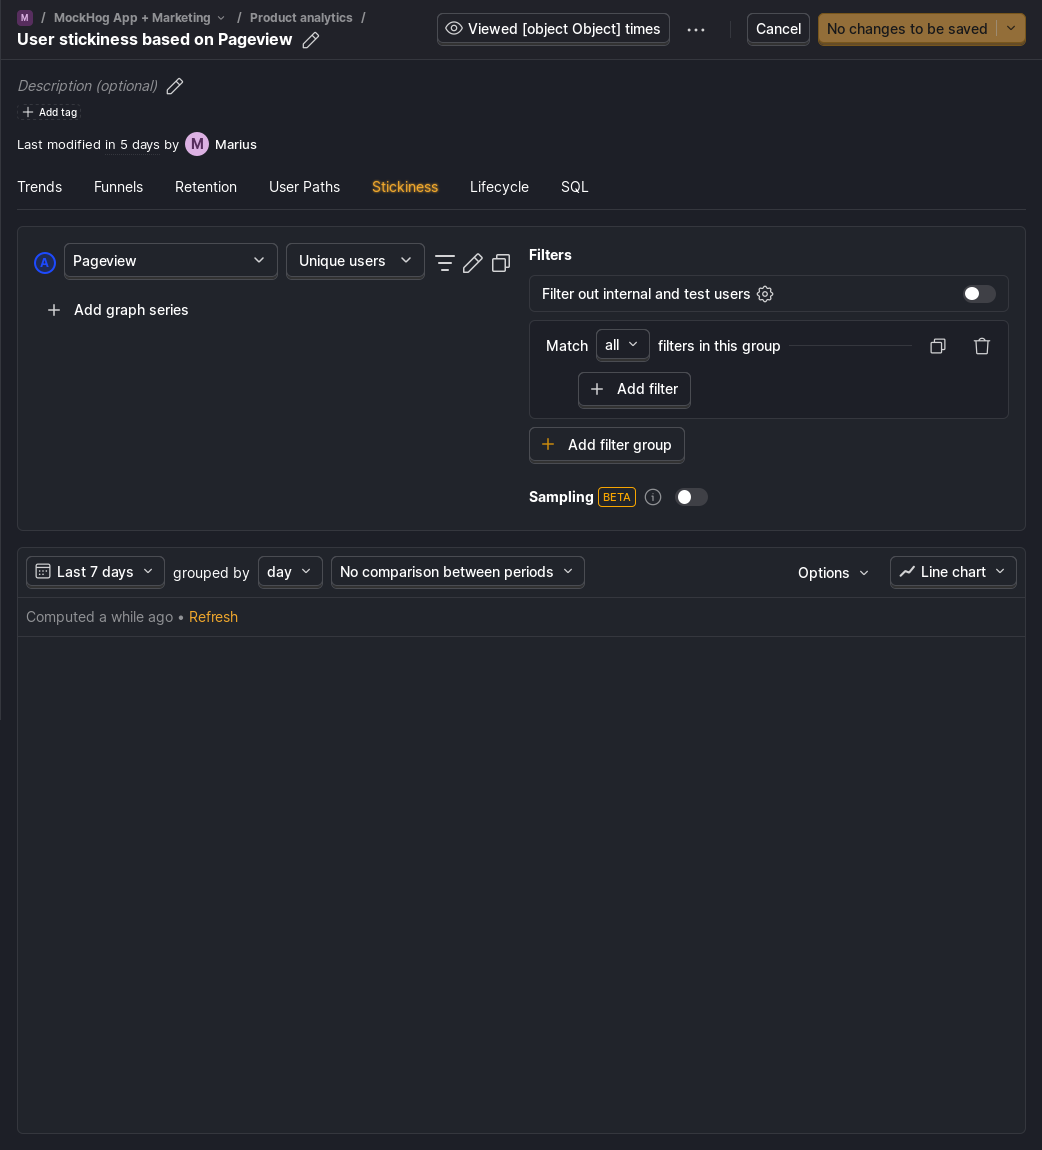 M / MockHog App + Marketing / Product analytics /
User stickiness based on Pageview
Viewed [object Object] times
Cancel
No changes to be saved
Description (optional)
Add tag
Last modified in 5 days by M Marius
Trends Funnels Retention User Paths Stickiness Lifecycle SQL
A Pageview Unique users
Add graph series
Filters
Filter out internal and test users
Match all filters in this group
Add filter
Add filter group
Sampling BETA
Last 7 days grouped by day No comparison between periods Options Line chart
Computed a while ago • Refresh